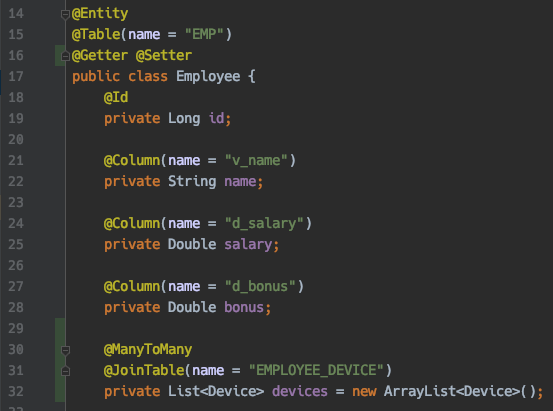 14 @Entity
15 @Table(name = "EMP")
16 @Getter @Setter
17 public class Employee {
18 @Id
19 private Long id;
20
21 @Column(name = "v_name")
22 private String name;
23
24 @Column(name = "d_salary")
25 private Double salary;
26
27 @Column(name = "d_bonus")
28 private Double bonus;
29
30 @ManyToMany
31 @JoinTable(name = "EMPLOYEE_DEVICE")
32 private List<Device> devices = new ArrayList<Device>();